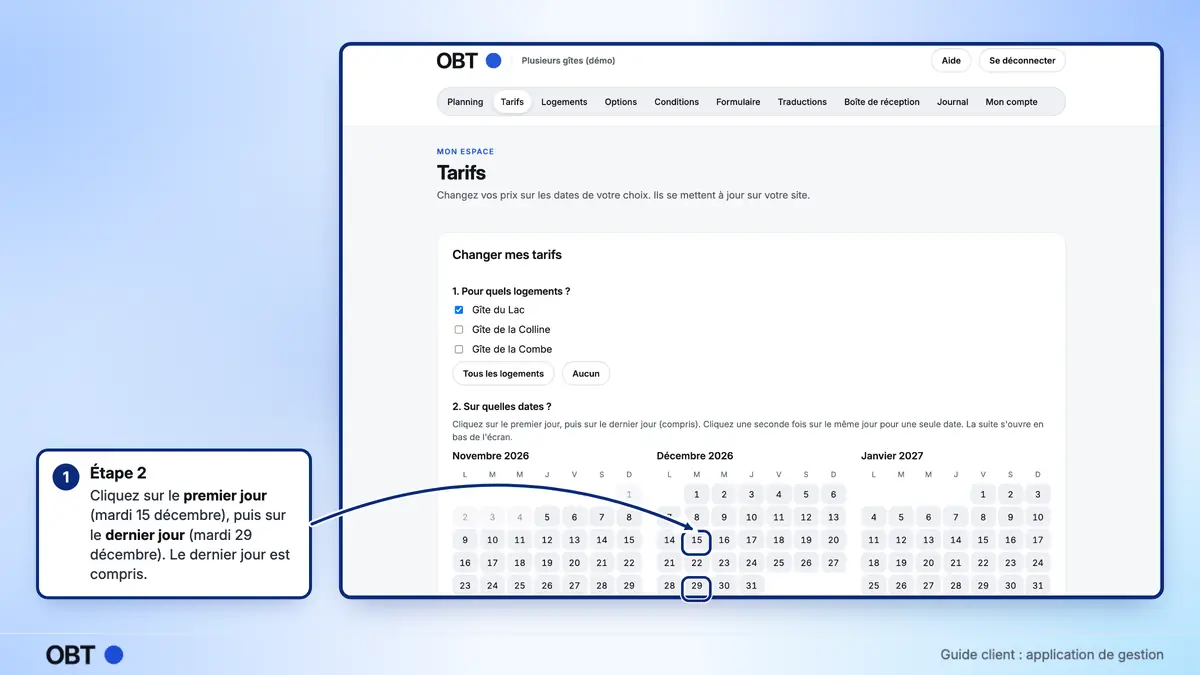 OBT
Plusieurs gîtes (démo)
Aide
Se déconnecter
Planning Tarifs Logements Options Conditions Formulaire Traductions Boîte de réception Journal Mon compte
MON ESPACE
Tarifs
Changez vos prix sur les dates de votre choix. Ils se mettent à jour sur votre site.
Changer mes tarifs
1. Pour quels logements ?
Gîte du Lac
Gîte de la Colline
Gîte de la Combe
Tous les logements Aucun
2. Sur quelles dates ?
Cliquez sur le premier jour, puis sur le dernier jour (compris). Cliquez une seconde fois sur le même jour pour une seule date. La suite s'ouvre en
bas de l'écran.
Novembre 2026
L M M J V S D
1
2 3 4 5 6 7 8
9 10 11 12 13 14 15
16 17 18 19 20 21 22
23 24 25 26 27 28 29
Décembre 2026
L M M J V S D
1 2 3 4 5 6
7 8 9 10 11 12 13
14 15 16 17 18 19 20
21 22 23 24 25 26 27
28 29 30 31
Janvier 2027
L M M J V S D
1 2 3
4 5 6 7 8 9 10
11 12 13 14 15 16 17
18 19 20 21 22 23 24
25 26 27 28 29 30 31
1
Étape 2
Cliquez sur le premier jour
(mardi 15 décembre), puis sur
le dernier jour (mardi 29
décembre). Le dernier jour est
compris.
OBT
Guide client : application de gestion